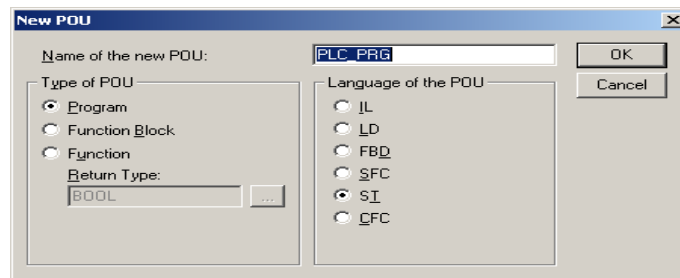 New POU
Name of the new POU:
PLC_PRG
OK
Cancel
Type of POU
Program
Function Block
Function
Return Type:
BOOL
...
Language of the POU
IL
LD
FBD
SFC
ST
CFC